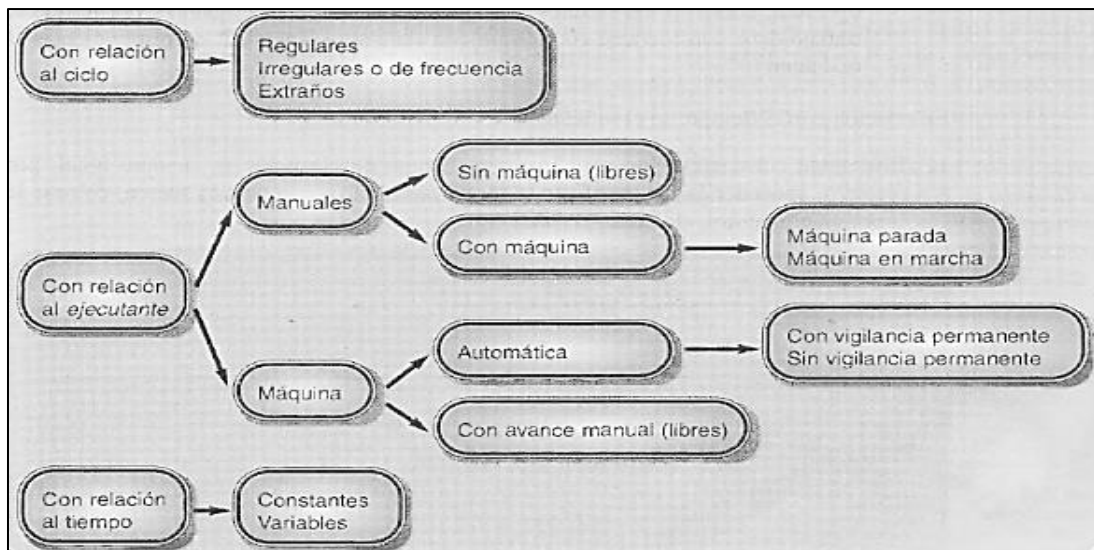 Con relación
al ciclo
Regulares
Irregulares o de frecuencia
Extraños
Con relación
al ejecutante
Manuales
Sin máquina (libres)
Con máquina
Máquina parada
Máquina en marcha
Máquina
Automática
Con vigilancia permanente
Sin vigilancia permanente
Con avance manual (libres)
Con relación
al tiempo
Constantes
Variables